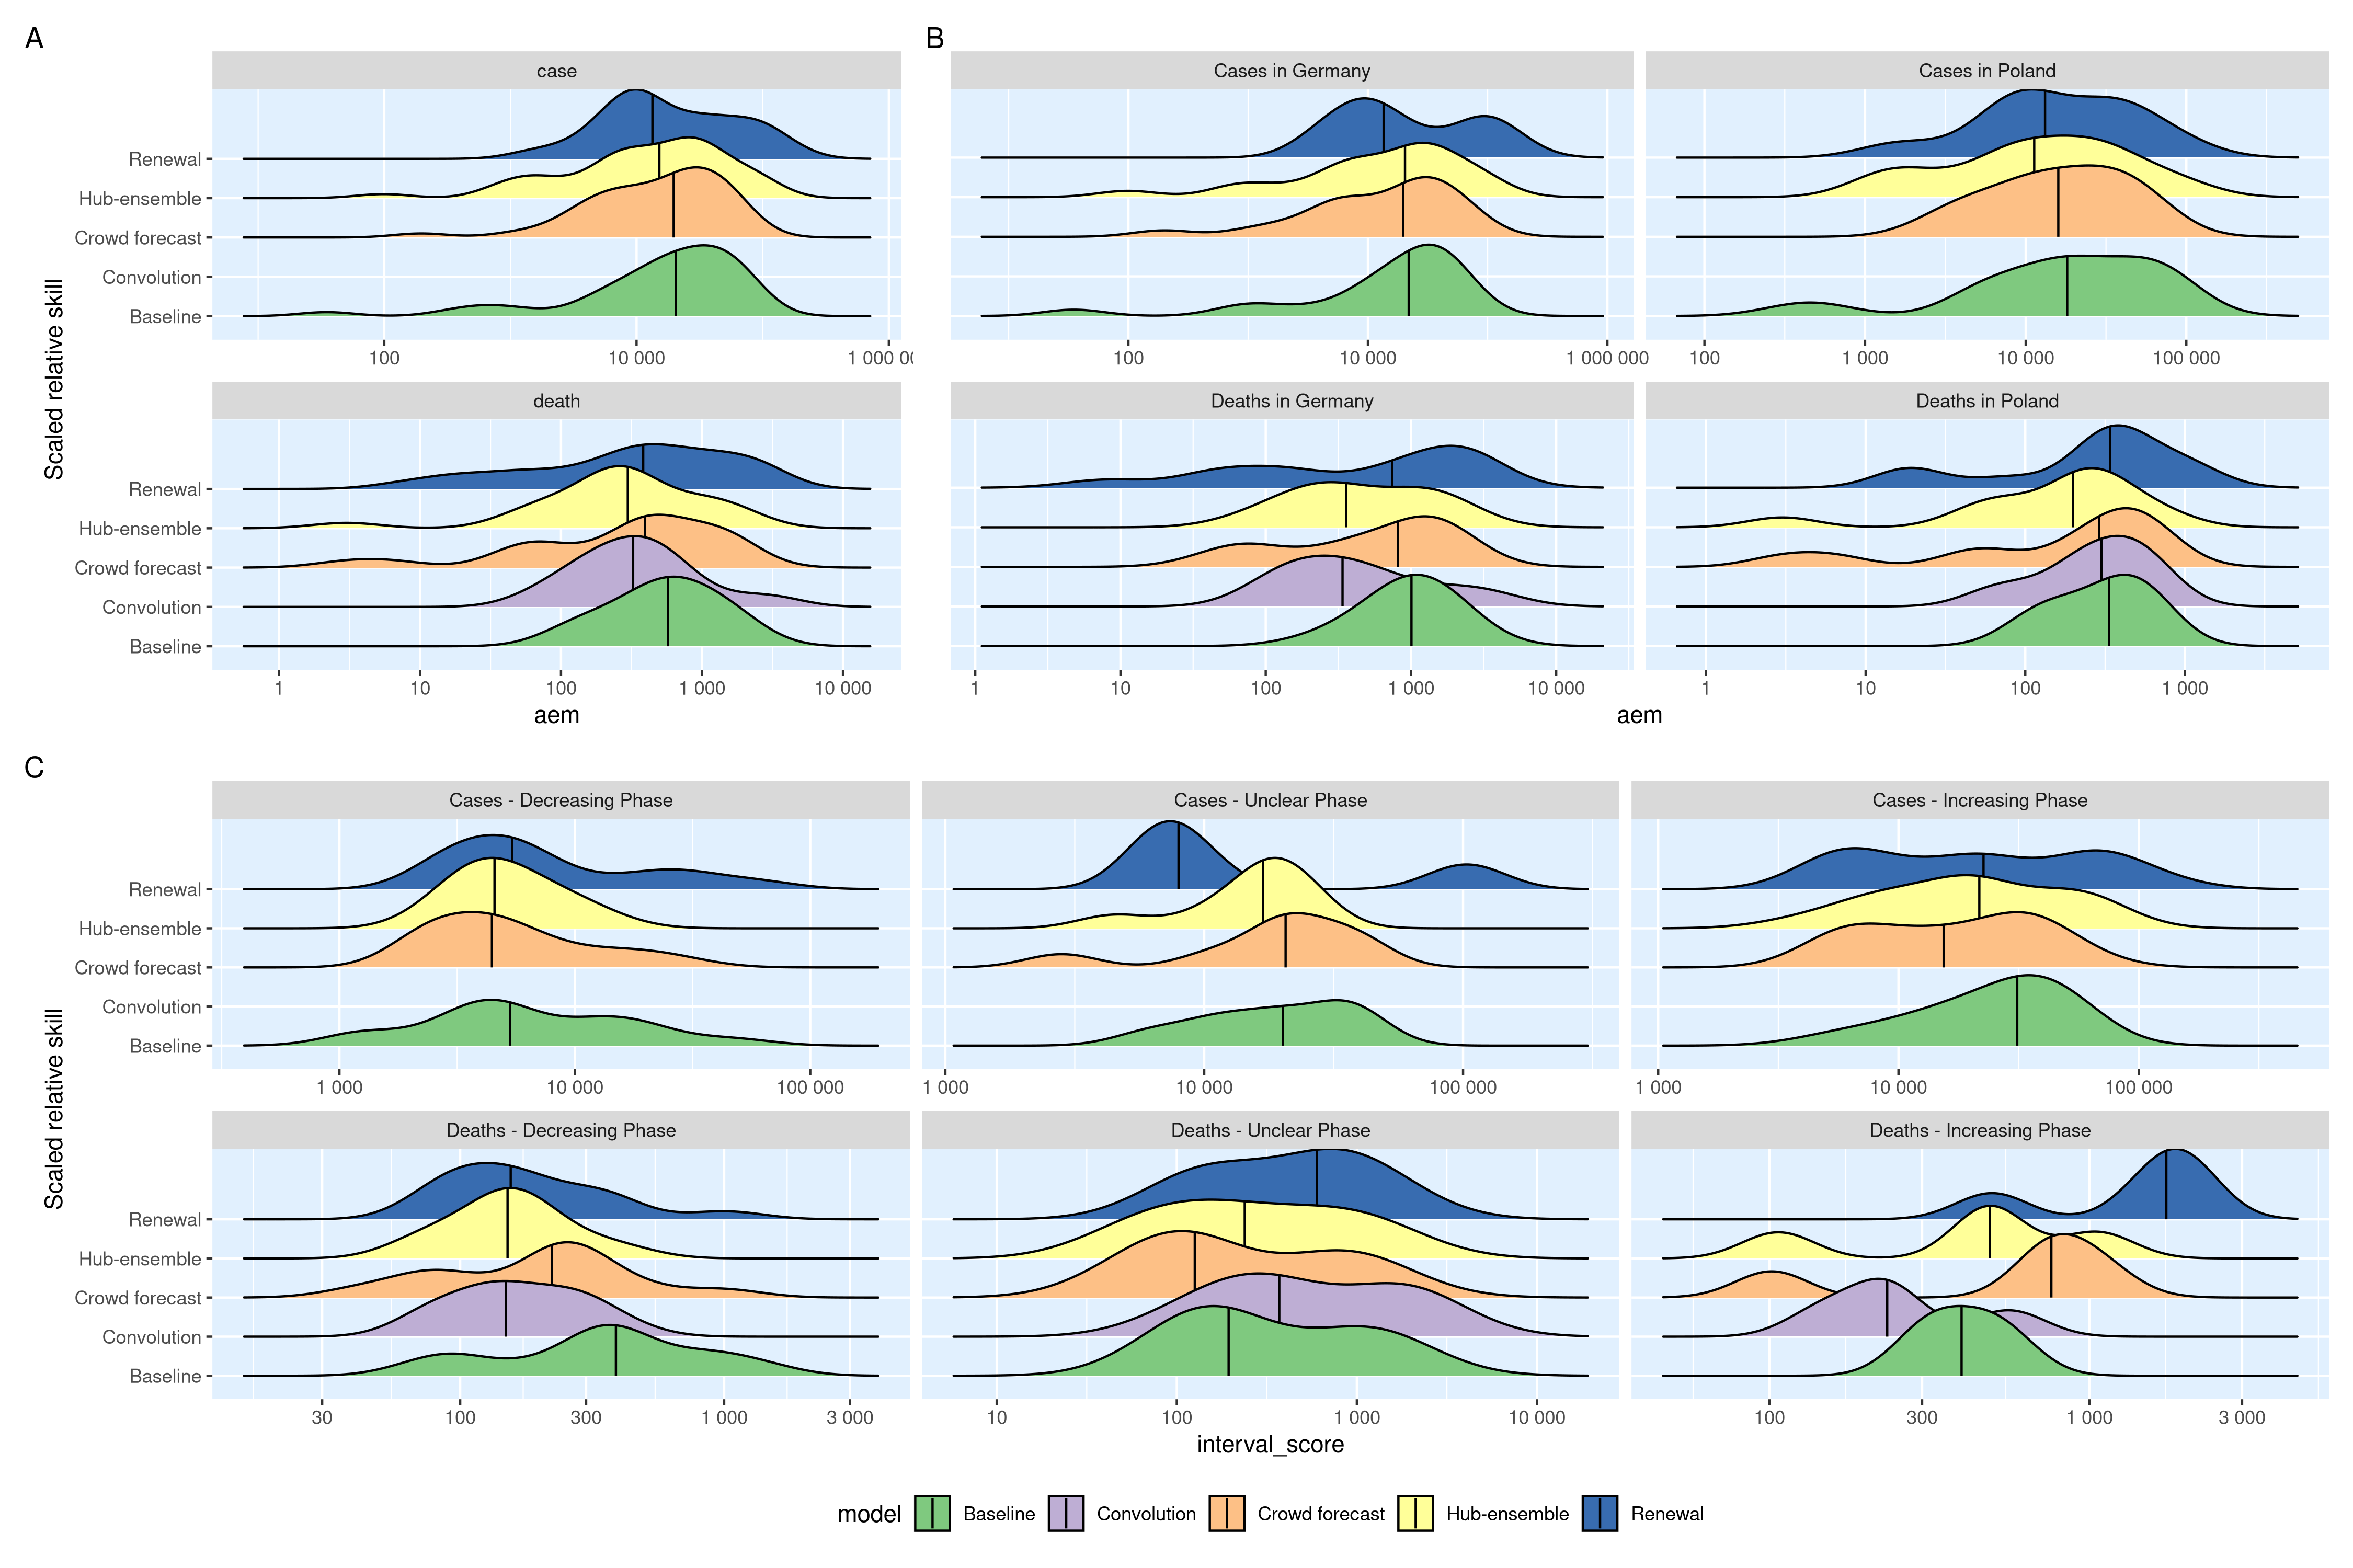 A
B
case
Cases in Germany
Cases in Poland
Scaled relative skill
Renewal
Hub-ensemble
Crowd forecast
Convolution
Baseline
100
10 000
1 000 00
100
10 000
1 000 000
100
1 000
10 000
100 000
death
Deaths in Germany
Deaths in Poland
Renewal
Hub-ensemble
Crowd forecast
Convolution
Baseline
1
10
100
1 000
10 000
1
10
100
1 000
10 000
1
10
100
1 000
aem
aem
C
Cases - Decreasing Phase
Cases - Unclear Phase
Cases - Increasing Phase
Scaled relative skill
Renewal
Hub-ensemble
Crowd forecast
Convolution
Baseline
1 000
10 000
100 000
1 000
10 000
100 000
1 000
10 000
100 000
Deaths - Decreasing Phase
Deaths - Unclear Phase
Deaths - Increasing Phase
Renewal
Hub-ensemble
Crowd forecast
Convolution
Baseline
30
100
300
1 000
3 000
10
100
1 000
10 000
100
300
1 000
3 000
interval_score
model
Baseline
Convolution
Crowd forecast
Hub-ensemble
Renewal